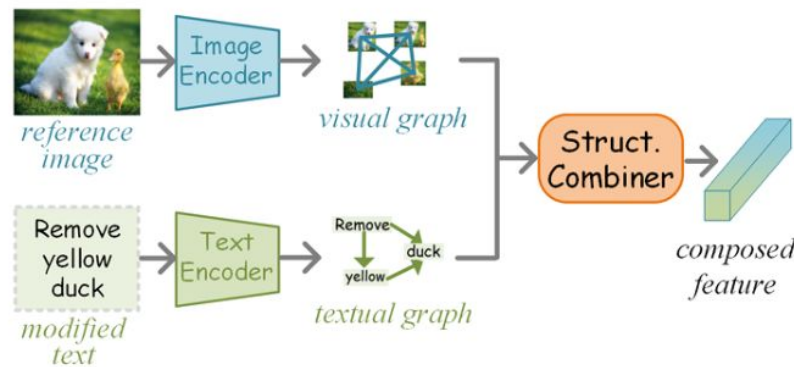 Image
Encoder
reference
image
visual graph
Struct.
Combiner
Remove
yellow
duck
modified
text
Text
Encoder
Remove
duck
yellow
textual graph
composed
feature